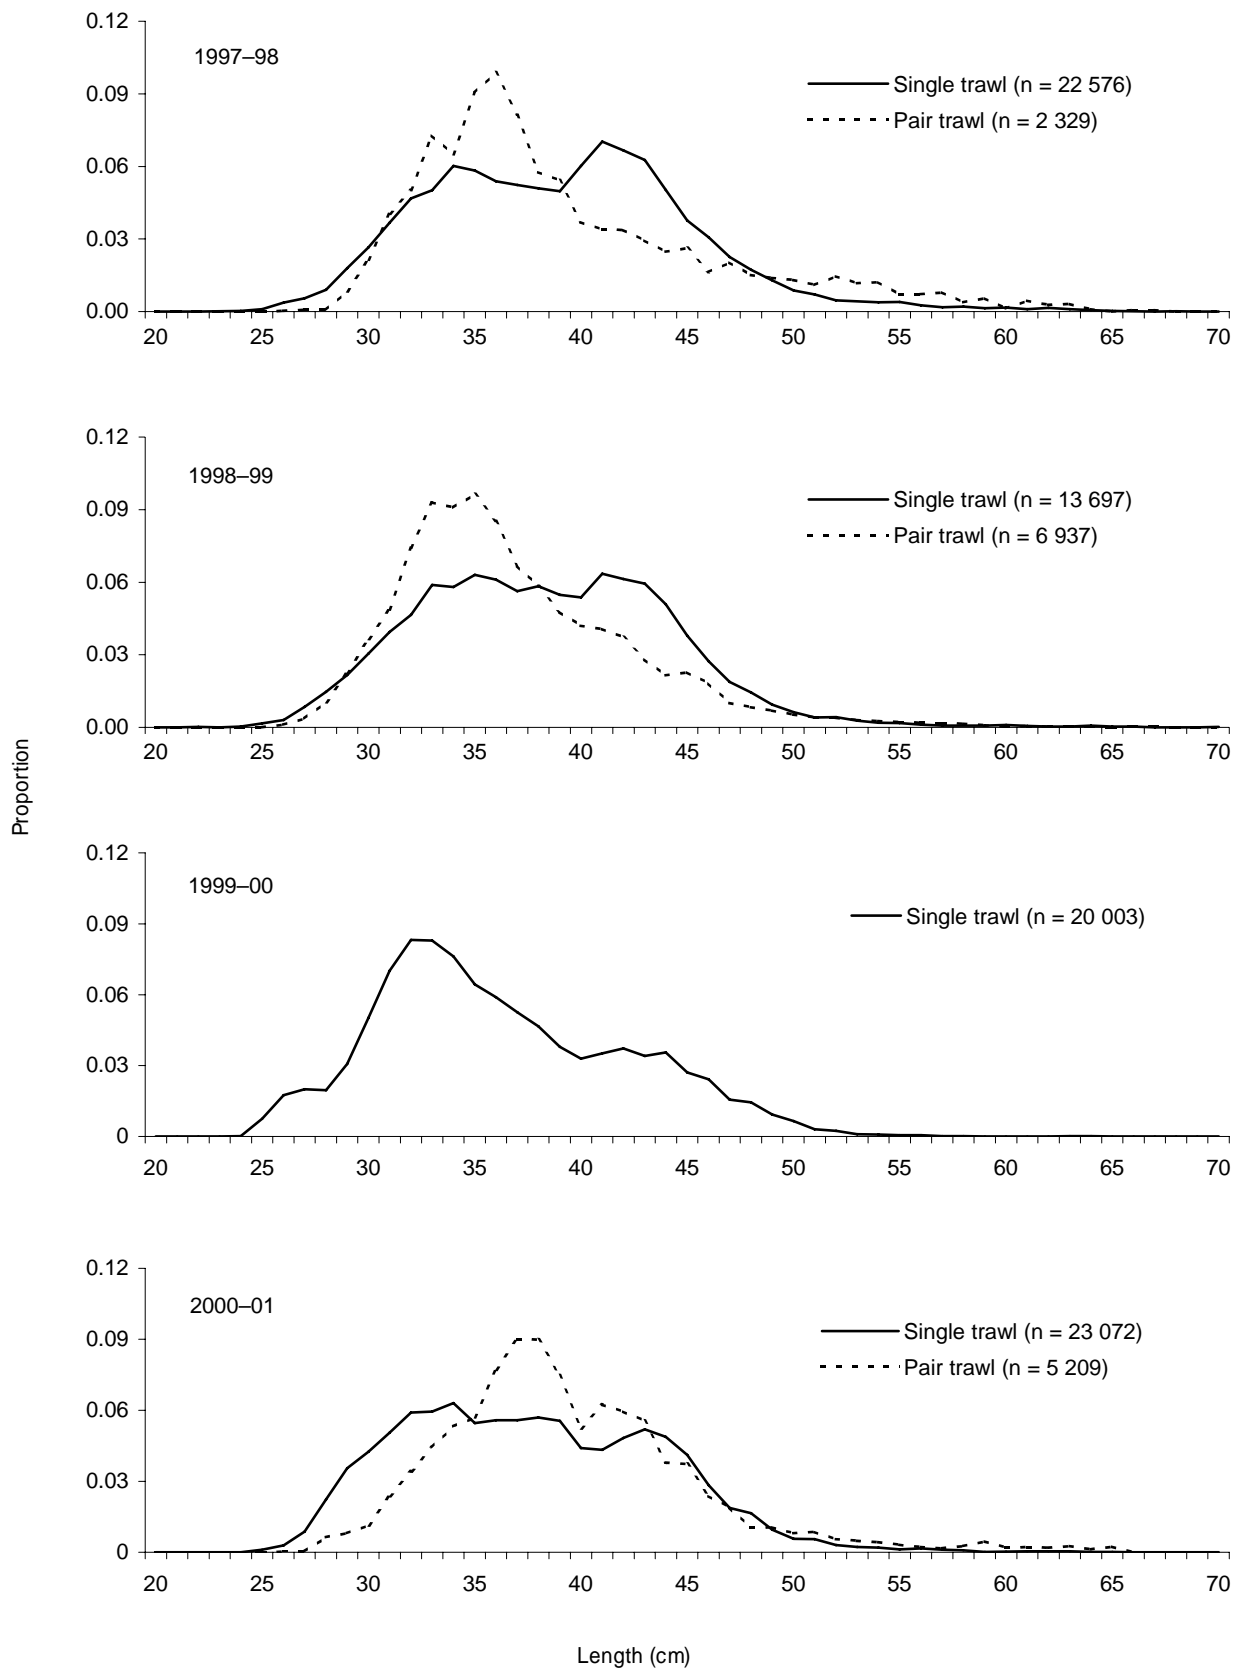 0.12
1997–98
Single trawl (n = 22 576)
0.09
Pair trawl (n = 2 329)
0.06
0.03
0.00
20 25 30 35 40 45 50 55 60 65 70
0.12
1998–99
Single trawl (n = 13 697)
0.09
Pair trawl (n = 6 937)
0.06
0.03
0.00
20 25 30 35 40 45 50 55 60 65 70
Proportion
0.12
1999–00
Single trawl (n = 20 003)
0.09
0.06
0.03
0
20 25 30 35 40 45 50 55 60 65 70
0.12
2000–01
Single trawl (n = 23 072)
0.09
Pair trawl (n = 5 209)
0.06
0.03
0
20 25 30 35 40 45 50 55 60 65 70
Length (cm)